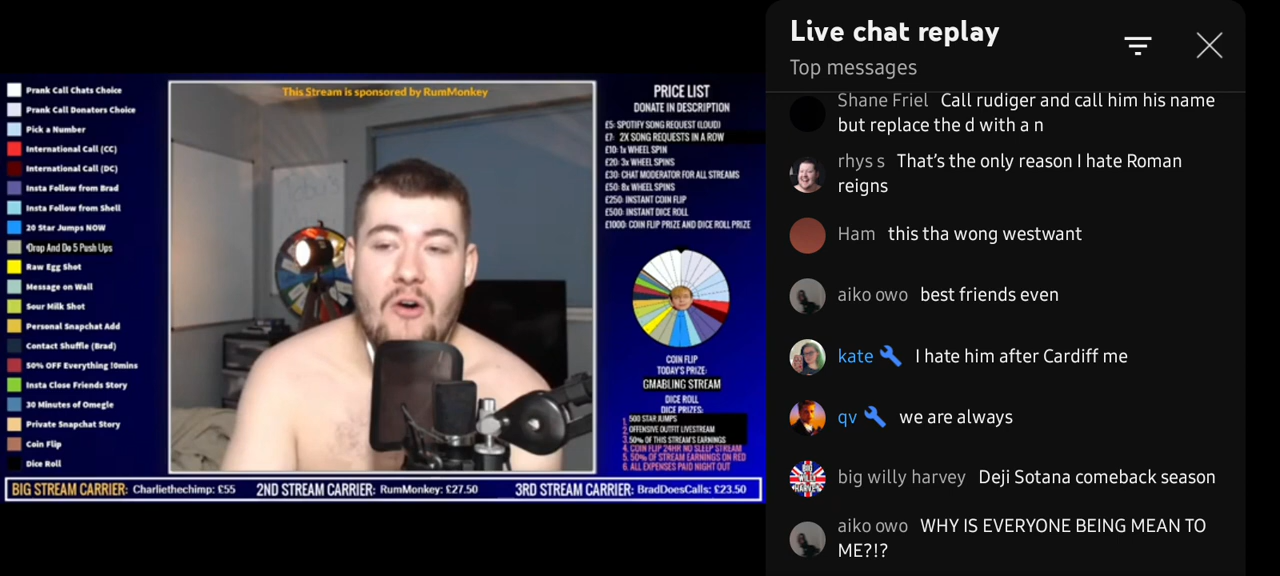 Prank Call Chats Choice
Prank Call Donators Choice
Pick a Number
International Call (CC)
International Call (DC)
Insta Follow from Brad
Insta Follow from Shell
20 Star Jumps NOW
Drop And Do 5 Push Ups
Raw Egg Shot
Message on Wall
Sour Milk Shot
Personal Snapchat Add
Contact Shuffle (Brad)
50% OFF Everything 10mins
Insta Close Friends Story
30 Minutes of Omegle
Private Snapchat Story
Coin Flip
Dice Roll
This Stream is sponsored by RumMonkey
PRICE LIST
DONATE IN DESCRIPTION
£5: SPOTIFY SONG REQUEST (LOUD)
£7: 2X SONG REQUESTS IN A ROW
£10: 1x WHEEL SPIN
£20: 3x WHEEL SPINS
£30: CHAT MODERATOR FOR ALL STREAMS
£50: 8x WHEEL SPINS
£250: INSTANT COIN FLIP
£500: INSTANT DICE ROLL
£1000: COIN FLIP PRIZE AND DICE ROLL PRIZE
COIN FLIP
TODAY'S PRIZE:
GMABLING STREAM
DICE ROLL
DICE PRIZES:
1. 500 STAR JUMPS
2. OFFENSIVE OUTFIT LIVESTREAM
3. 50% OF THIS STREAM'S EARNINGS
4. COIN FLIP 24HR NO SLEEP STREAM
5. 50% OF STREAM EARNINGS ON RED
6. ALL EXPENSES PAID NIGHT OUT
BIG STREAM CARRIER: Charliethechimp: £55 2ND STREAM CARRIER: RumMonkey: £27.50 3RD STREAM CARRIER: BradDoesCalls: £23.50
Live chat replay
Top messages
Shane Friel Call rudiger and call him his name
but replace the d with a n
rhys s That's the only reason I hate Roman
reigns
Ham this tha wong westwant
aiko owo best friends even
kate I hate him after Cardiff me
qv we are always
big willy harvey Deji Sotana comeback season
aiko owo WHY IS EVERYONE BEING MEAN TO
ME?!?